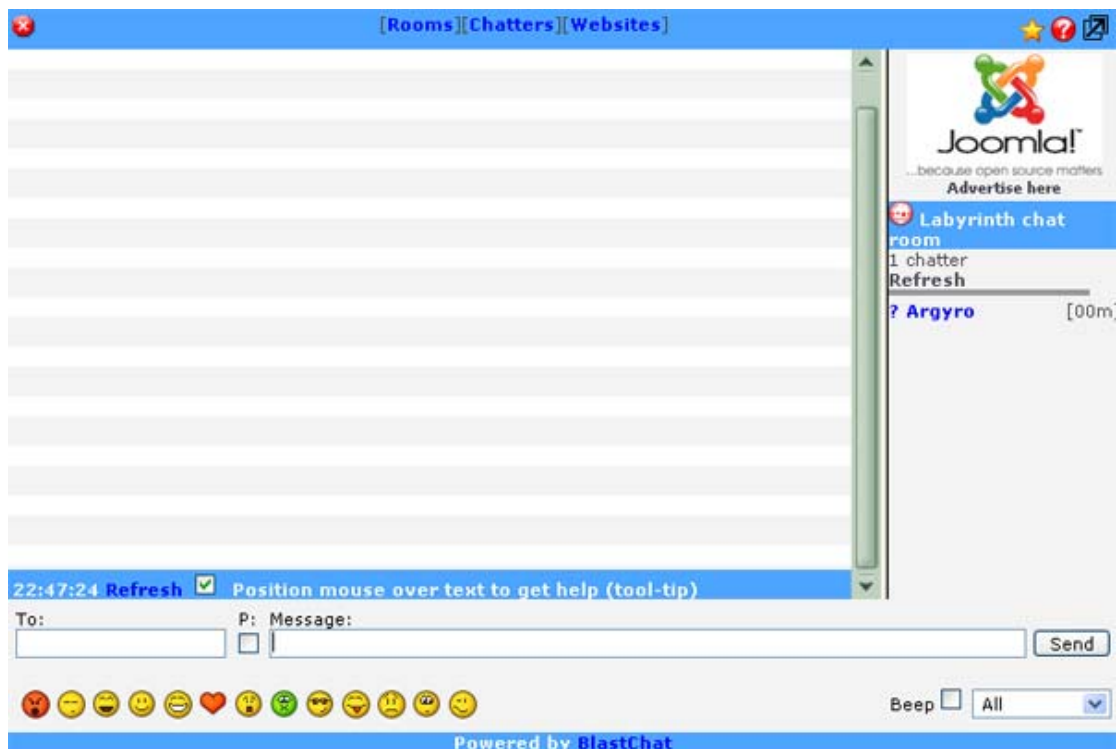 [Rooms][Chatters][Websites]
Joomla!
...because open source matters
Advertise here
Labyrinth chat
room
1 chatter
Refresh
? Argyro [00m]
22:47:24 Refresh Position mouse over text to get help (tool-tip)
To: P: Message:
Send
Beep All
Powered by BlastChat